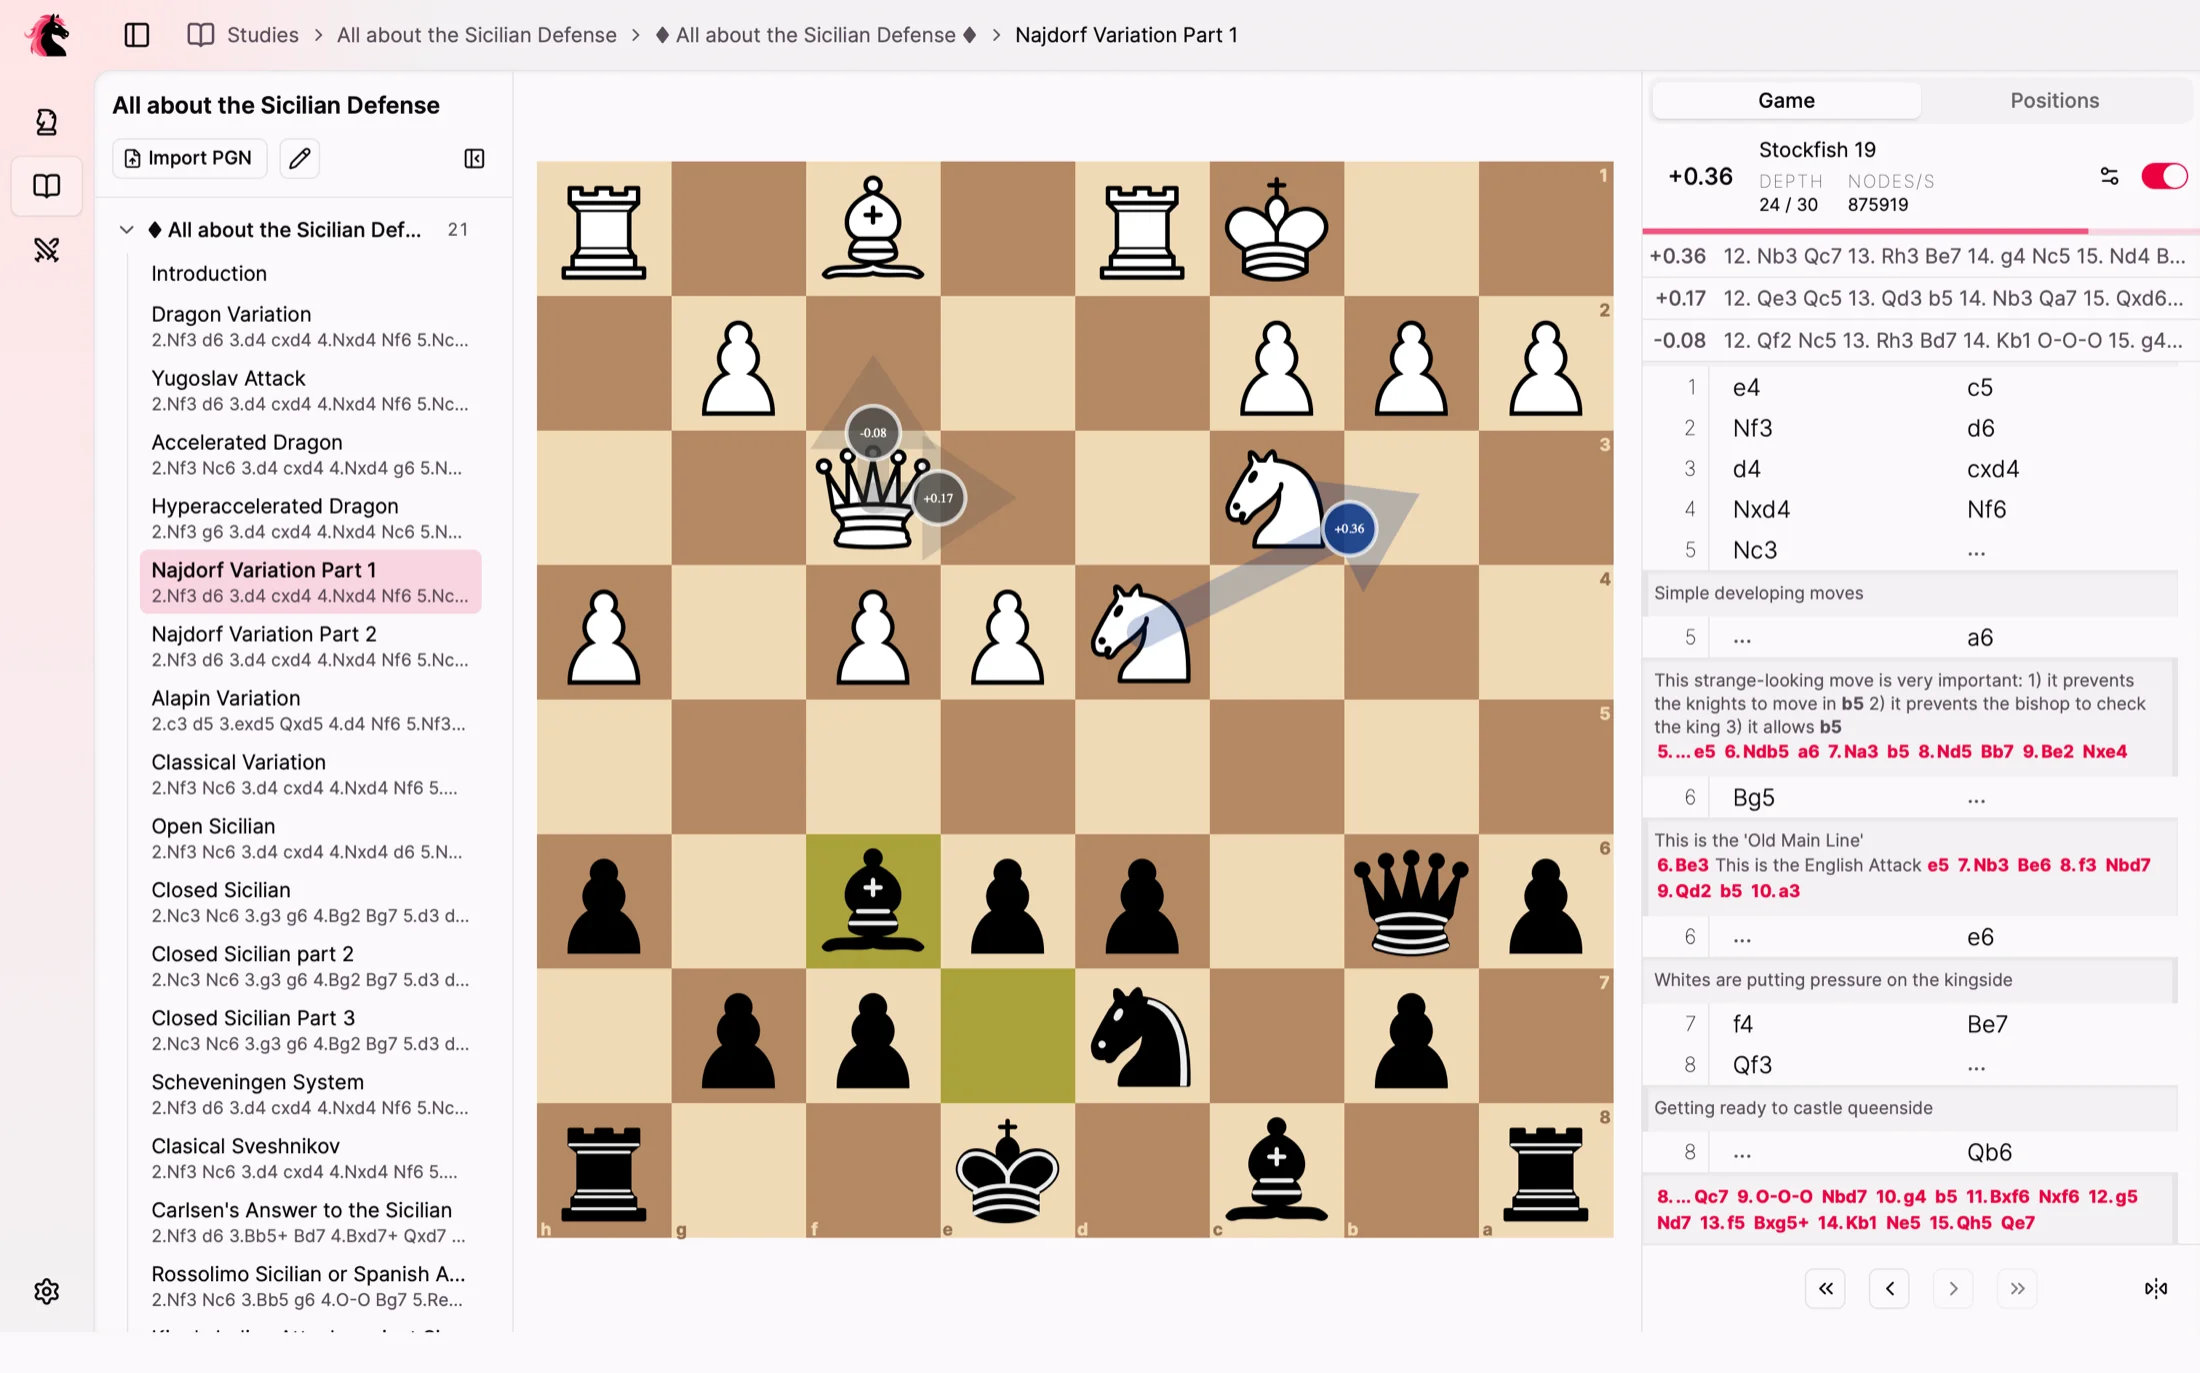 Studies > All about the Sicilian Defense > ♦ All about the Sicilian Defense ♦ > Najdorf Variation Part 1
All about the Sicilian Defense
Import PGN
♦ All about the Sicilian Def... 21
Introduction
Dragon Variation
2.Nf3 d6 3.d4 cxd4 4.Nxd4 Nf6 5.Nc...
Yugoslav Attack
2.Nf3 d6 3.d4 cxd4 4.Nxd4 Nf6 5.Nc...
Accelerated Dragon
2.Nf3 Nc6 3.d4 cxd4 4.Nxd4 g6 5.N...
Hyperaccelerated Dragon
2.Nf3 g6 3.d4 cxd4 4.Nxd4 Nc6 5.N...
Najdorf Variation Part 1
2.Nf3 d6 3.d4 cxd4 4.Nxd4 Nf6 5.Nc...
Najdorf Variation Part 2
2.Nf3 d6 3.d4 cxd4 4.Nxd4 Nf6 5.Nc...
Alapin Variation
2.c3 d5 3.exd5 Qxd5 4.d4 Nf6 5.Nf3...
Classical Variation
2.Nf3 Nc6 3.d4 cxd4 4.Nxd4 Nf6 5....
Open Sicilian
2.Nf3 Nc6 3.d4 cxd4 4.Nxd4 d6 5.N...
Closed Sicilian
2.Nc3 Nc6 3.g3 g6 4.Bg2 Bg7 5.d3 d...
Closed Sicilian part 2
2.Nc3 Nc6 3.g3 g6 4.Bg2 Bg7 5.d3 d...
Closed Sicilian Part 3
2.Nc3 Nc6 3.g3 g6 4.Bg2 Bg7 5.d3 d...
Scheveningen System
2.Nf3 d6 3.d4 cxd4 4.Nxd4 Nf6 5.Nc...
Clasical Sveshnikov
2.Nf3 Nc6 3.d4 cxd4 4.Nxd4 Nf6 5....
Carlsen's Answer to the Sicilian
2.Nf3 d6 3.Bb5+ Bd7 4.Bxd7+ Qxd7 ...
Rossolimo Sicilian or Spanish A...
2.Nf3 Nc6 3.Bb5 g6 4.O-O Bg7 5.Re...
1
2
3
4
5
6
7
8
-0.08
+0.17
+0.36
h g f e d c b a
Game Positions
+0.36
Stockfish 19
DEPTH NODES/S
24 / 30 875919
+0.36 12. Nb3 Qc7 13. Rh3 Be7 14. g4 Nc5 15. Nd4 B...
+0.17 12. Qe3 Qc5 13. Qd3 b5 14. Nb3 Qa7 15. Qxd6...
-0.08 12. Qf2 Nc5 13. Rh3 Bd7 14. Kb1 O-O-O 15. g4...
1 e4 c5
2 Nf3 d6
3 d4 cxd4
4 Nxd4 Nf6
5 Nc3 ...
Simple developing moves
5 ... a6
This strange-looking move is very important: 1) it prevents
the knights to move in b5 2) it prevents the bishop to check
the king 3) it allows b5
5.... e5 6.Ndb5 a6 7.Na3 b5 8.Nd5 Bb7 9.Be2 Nxe4
6 Bg5 ...
This is the 'Old Main Line'
6.Be3 This is the English Attack e5 7.Nb3 Be6 8.f3 Nbd7
9.Qd2 b5 10.a3
6 ... e6
Whites are putting pressure on the kingside
7 f4 Be7
8 Qf3 ...
Getting ready to castle queenside
8 ... Qb6
8.... Qc7 9.O-O-O Nbd7 10.g4 b5 11.Bxf6 Nxf6 12.g5
Nd7 13.f5 Bxg5+ 14.Kb1 Ne5 15.Qh5 Qe7